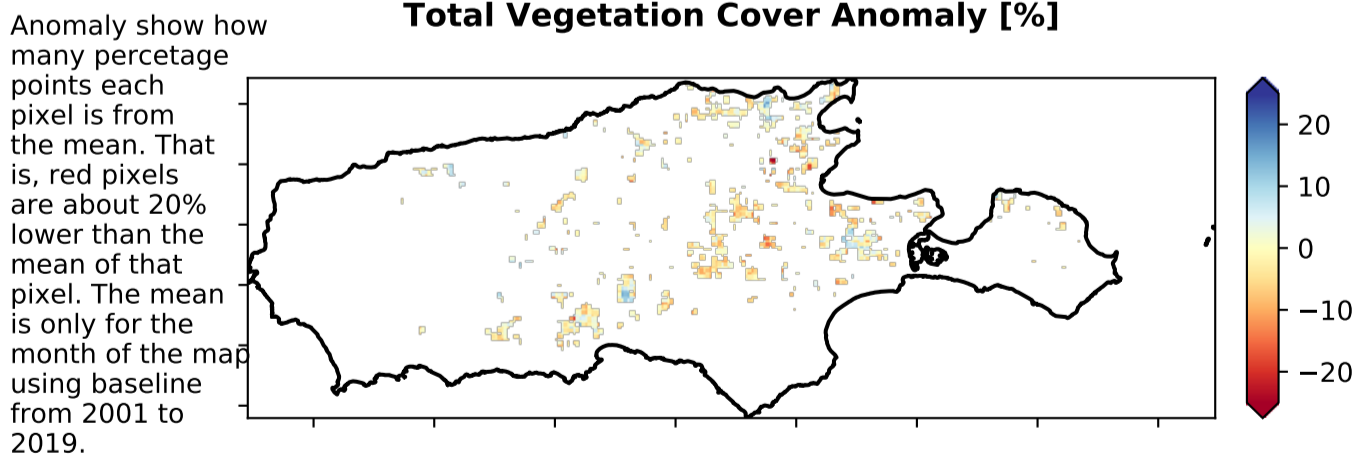 Total Vegetation Cover Anomaly [%]
Anomaly show how
many percetage
points each
pixel is from
the mean. That
is, red pixels
are about 20%
lower than the
mean of that
pixel. The mean
is only for the
month of the map
using baseline
from 2001 to
2019.
20
10
0
−10
−20